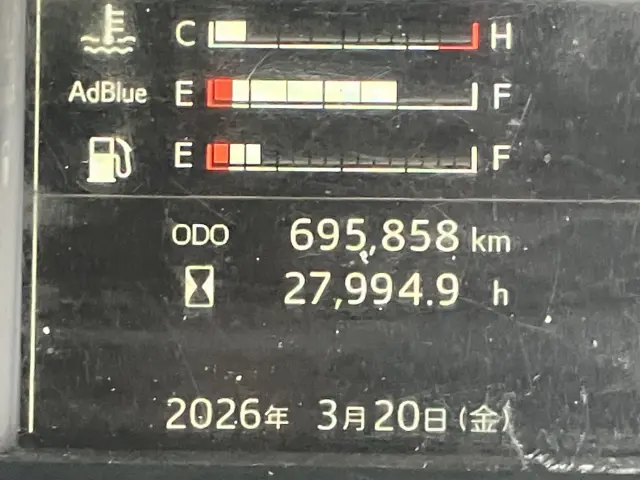 C H
AdBlue E F
E F
ODO 695,858 km
27,994.9 h
2026年 3月20日(金)